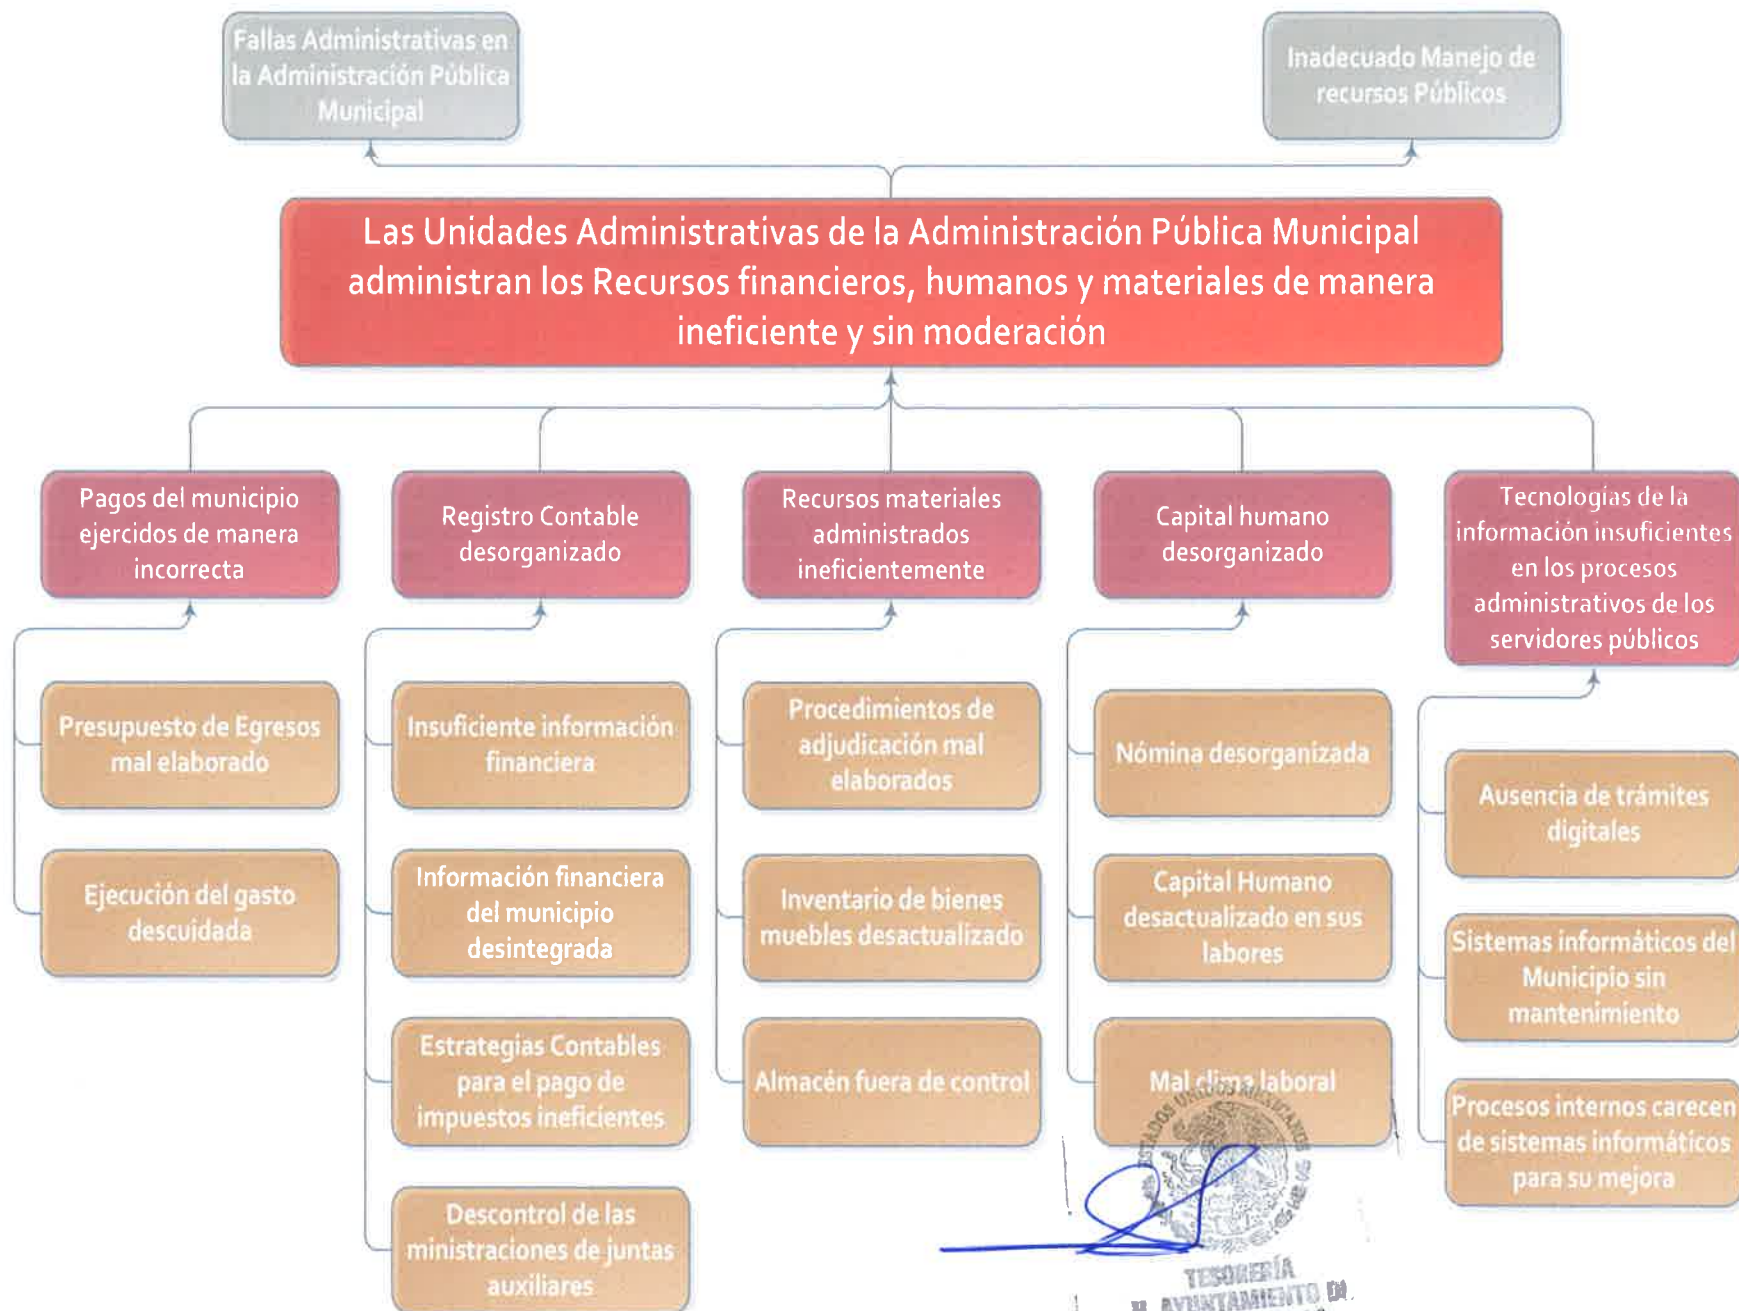 Fallas Administrativas en
la Administración Pública
Municipal
Inadecuado Manejo de
recursos Públicos
Las Unidades Administrativas de la Administración Pública Municipal
administran los Recursos financieros, humanos y materiales de manera
ineficiente y sin moderación
Pagos del municipio
ejercidos de manera
incorrecta
Registro Contable
desorganizado
Recursos materiales
administrados
ineficientemente
Capital humano
desorganizado
Tecnologías de la
información insuficientes
en los procesos
administrativos de los
servidores públicos
Presupuesto de Egresos
mal elaborado
Ejecución del gasto
descuidada
Insuficiente información
financiera
Información financiera
del municipio
desintegrada
Estrategias Contables
para el pago de
impuestos ineficientes
Descontrol de las
ministraciones de juntas
auxiliares
Procedimientos de
adjudicación mal
elaborados
Inventario de bienes
muebles desactualizado
Almacén fuera de control
Nómina desorganizada
Capital Humano
desactualizado en sus
labores
Mal clima laboral
Ausencia de trámites
digitales
Sistemas informáticos del
Municipio sin
mantenimiento
Procesos internos carecen
de sistemas informáticos
para su mejora
ESTADOS UNIDOS MEXICANOS
TESORERÍA
H. AYUNTAMIENTO DE